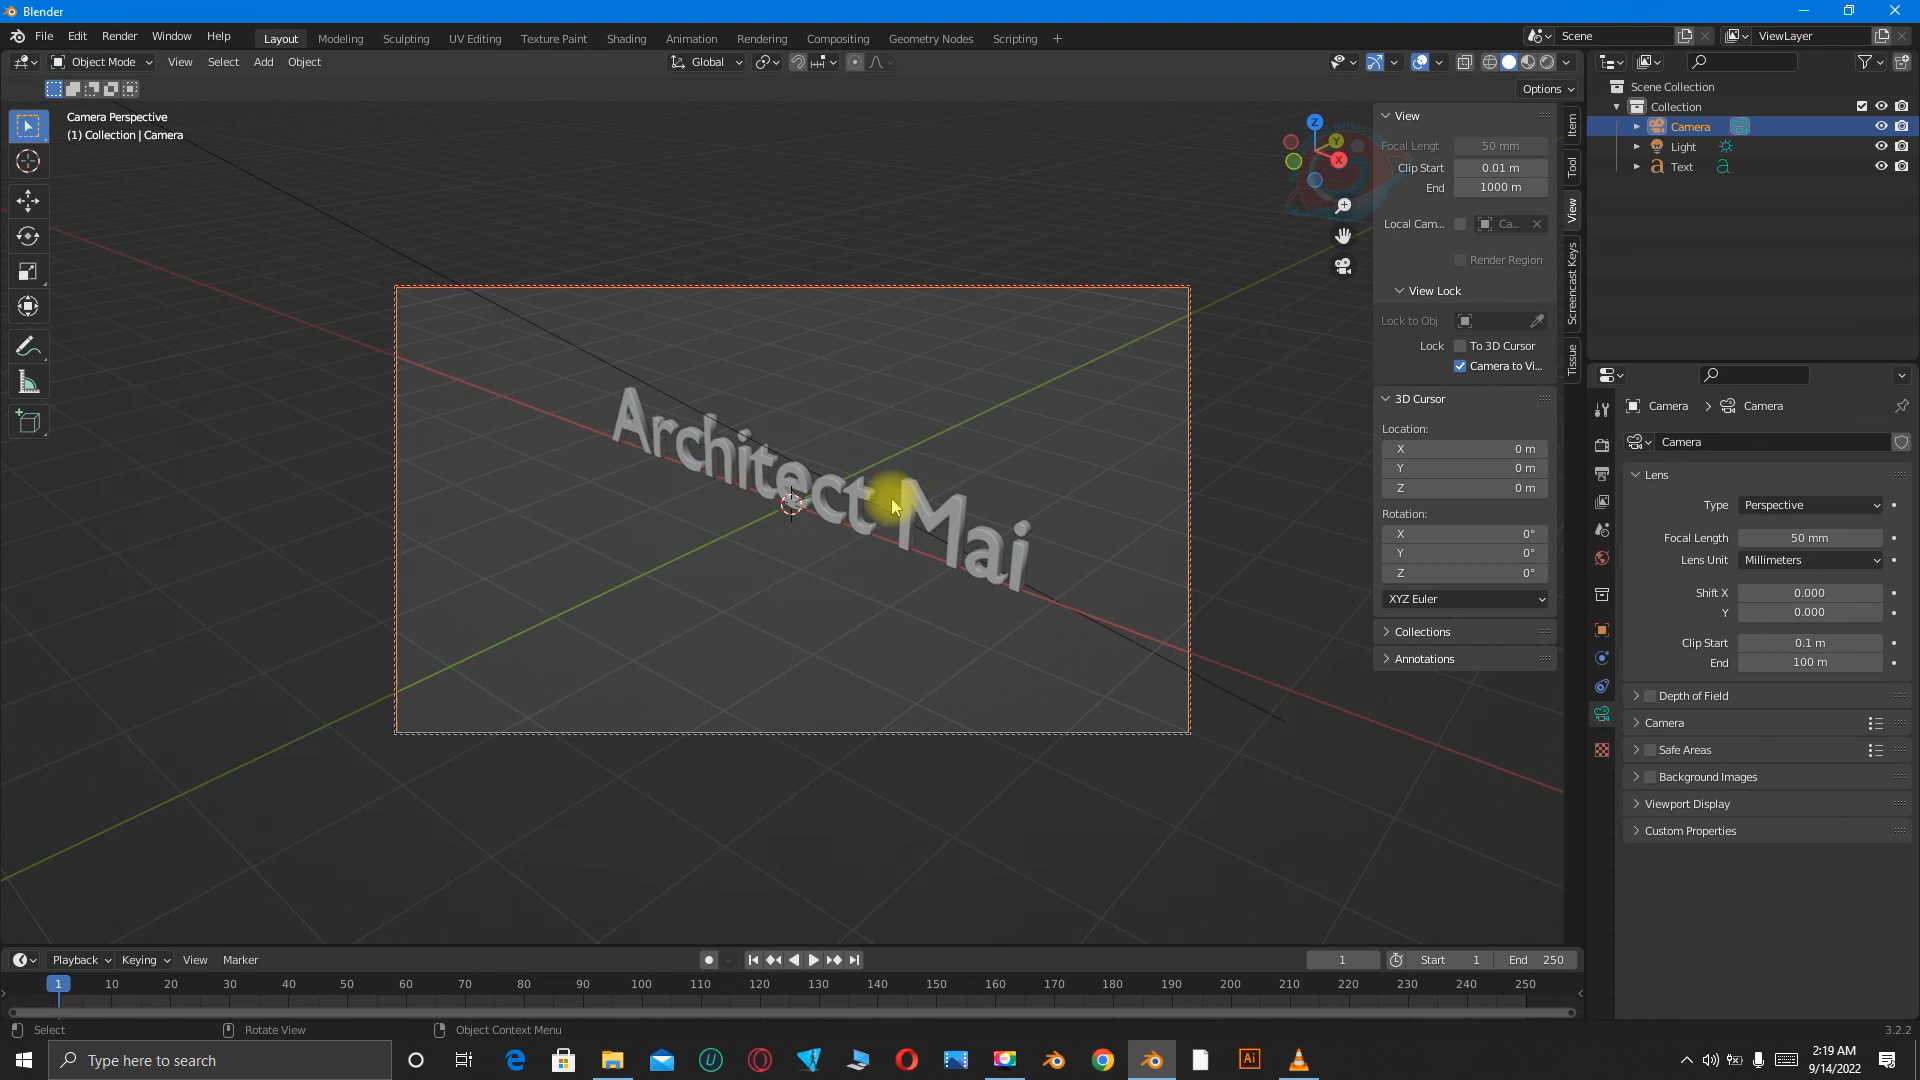 Blender
File Edit Render Window Help
Layout Modeling Sculpting UV Editing Texture Paint Shading Animation Rendering Compositing Geometry Nodes Scripting +
Scene
ViewLayer
Object Mode View Select Add Object
Global
Options
Camera Perspective
(1) Collection | Camera
Architect Mai
Z
Y
X
View
Focal Lengt 50 mm
Clip Start 0.01 m
End 1000 m
Local Cam... Ca...
Render Region
View Lock
Lock to Obj
Lock To 3D Cursor
Camera to Vi...
3D Cursor
Location:
X 0 m
Y 0 m
Z 0 m
Rotation:
X 0°
Y 0°
Z 0°
XYZ Euler
Collections
Annotations
Item
Tool
View
Screencast Keys
Tissue
Scene Collection
Collection
Camera
Light
Text
Camera > Camera
Camera
Lens
Type Perspective
Focal Length 50 mm
Lens Unit Millimeters
Shift X 0.000
Y 0.000
Clip Start 0.1 m
End 100 m
Depth of Field
Camera
Safe Areas
Background Images
Viewport Display
Custom Properties
Playback Keying View Marker
1 Start 1 End 250
1 10 20 30 40 50 60 70 80 90 100 110 120 130 140 150 160 170 180 190 200 210 220 230 240 250
Select Rotate View Object Context Menu
3.2.2
Type here to search
Ai
2:19 AM
9/14/2022